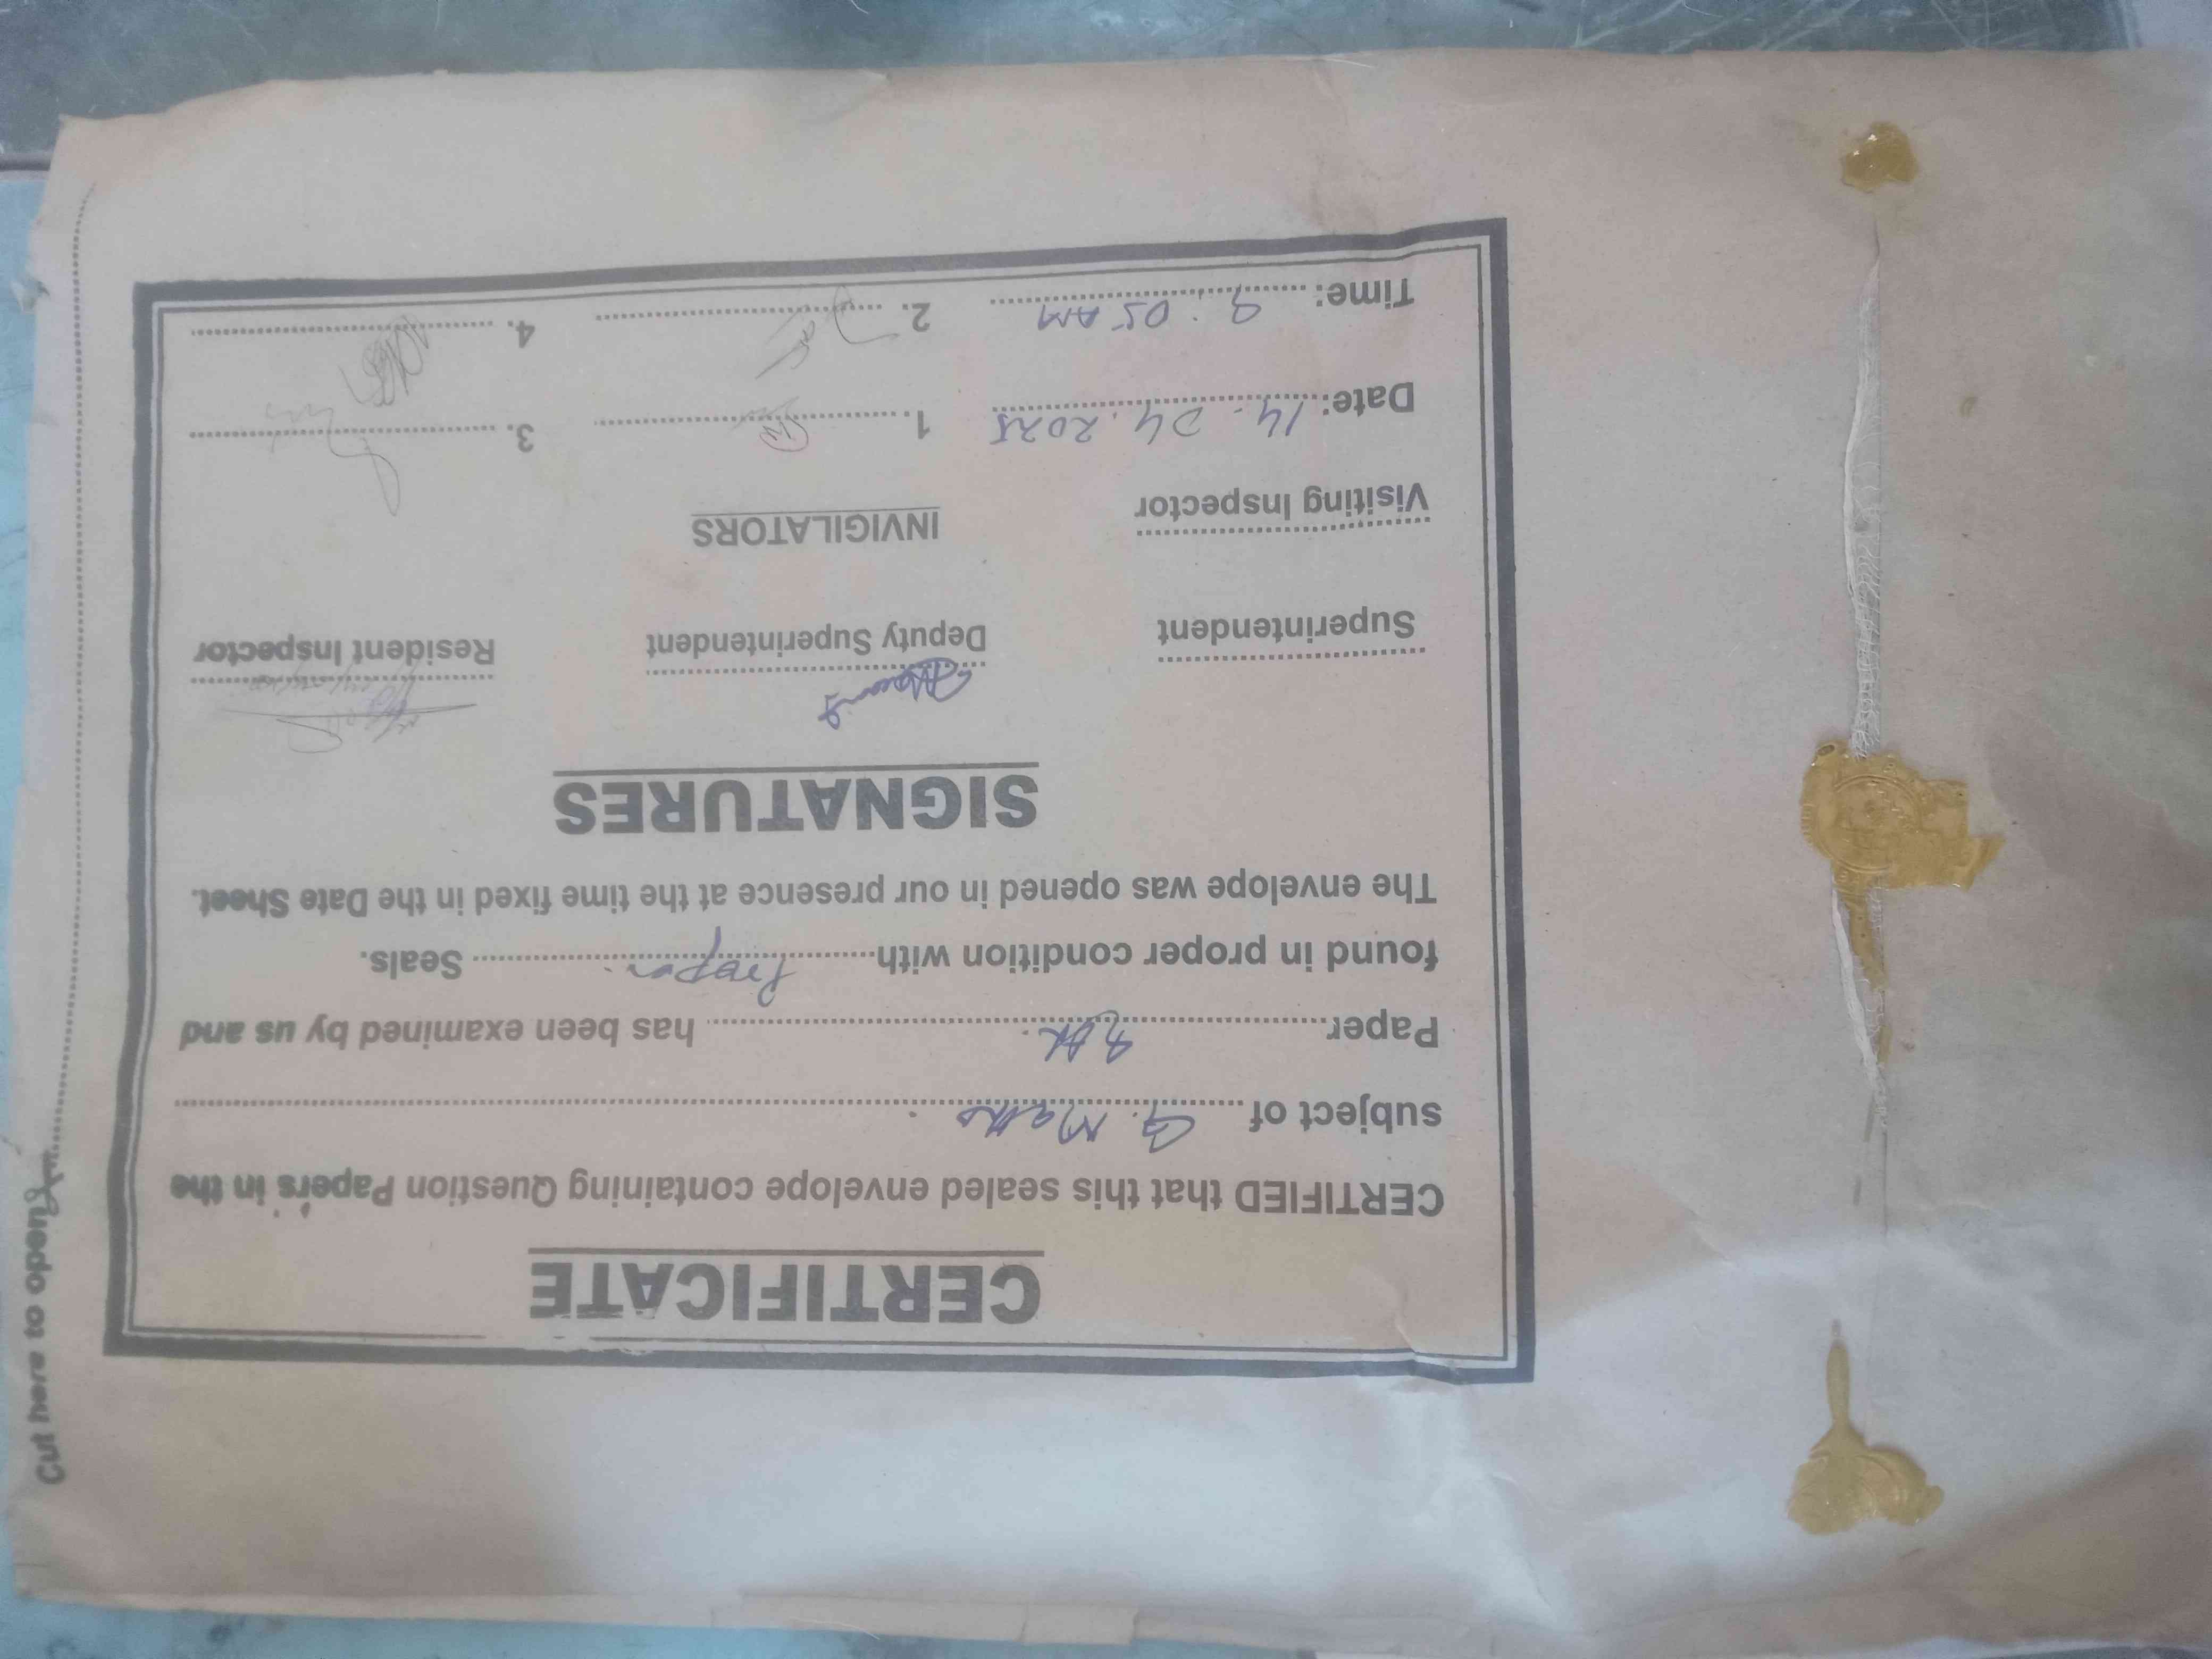 CERTIFICATE
CERTIFIED that this sealed envelope containing Question Papers in the
subject of G. Maths.
Paper 9th. has been examined by us and
found in proper condition with Proper. Seals.
The envelope was opened in our presence at the time fixed in the Date Sheet.
SIGNATURES
Superintendent Deputy Superintendent Resident Inspector
Visiting Inspector INVIGILATORS
Date: 14.04.2025 1. 3.
Time: 9:05 AM 2. 4.
Cut here to open